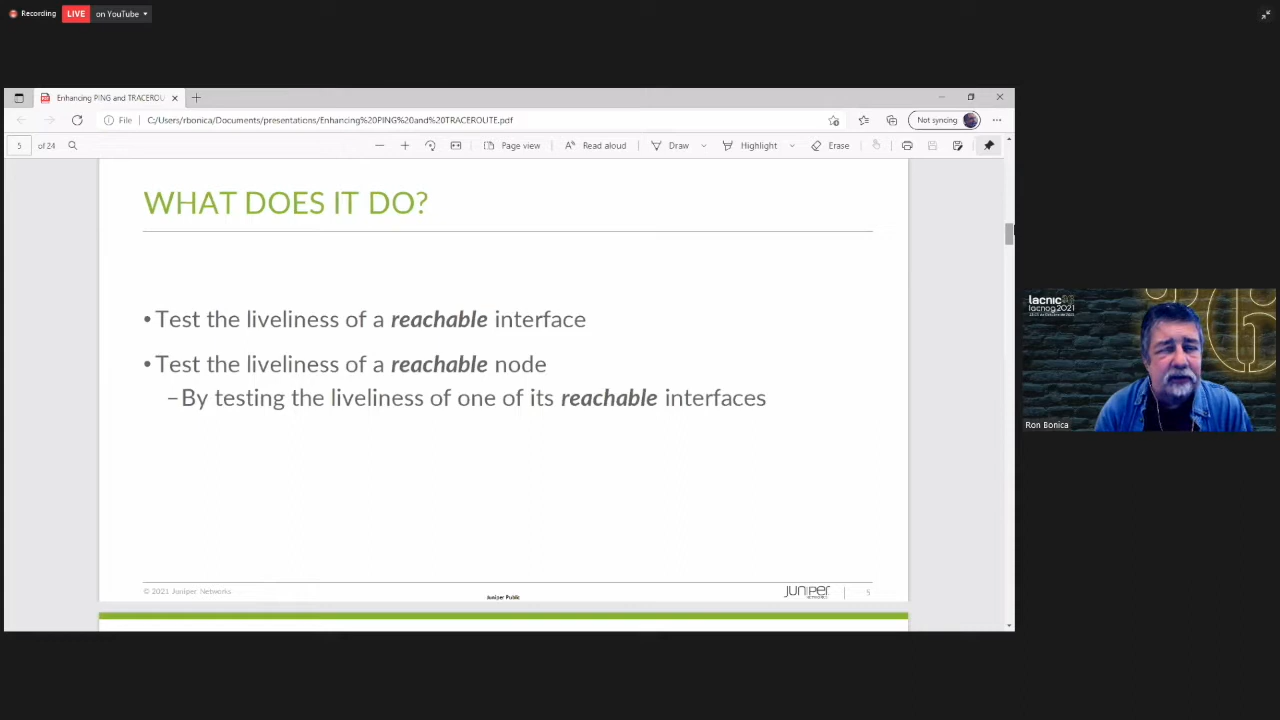 Recording
LIVE
on YouTube
Enhancing PING and TRACEROU
File
C:/Users/rbonica/Documents/presentations/Enhancing%20PING%20and%20TRACEROUTE.pdf
Not syncing
5 of 24
Page view
Read aloud
Draw
Highlight
Erase
WHAT DOES IT DO?
• Test the liveliness of a reachable interface
• Test the liveliness of a reachable node
–By testing the liveliness of one of its reachable interfaces
© 2021 Juniper Networks
Juniper Public
JUNIPER
5
lacnic
lacnog2021
Ron Bonica